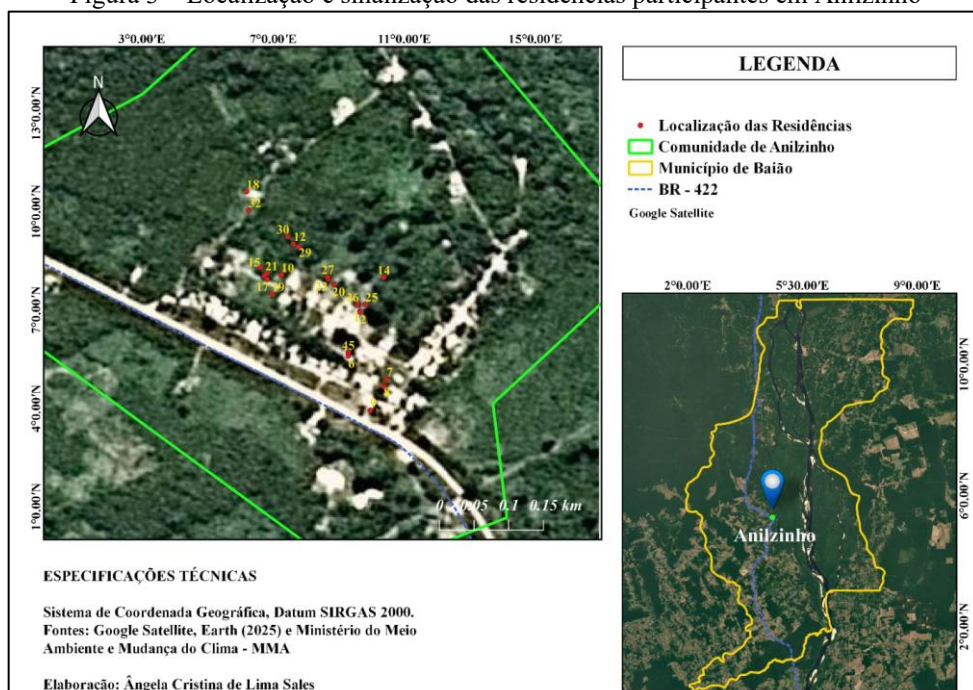 Figura 3 – Localização e sinalização das residências participantes em Anilzinho
3°0.00'E 7°0.00'E 11°0.00'E 15°0.00'E
13°0.00'N
10°0.00'N
7°0.00'N
4°0.00'N
1°0.00'N
N
18
32
30
12
29
15
21
10
17
19
27
14
20
25
45
6
7
0 0.05 0.1 0.15 km
LEGENDA
Localização das Residências
Comunidade de Anilzinho
Município de Baião
BR - 422
Google Satellite
2°0.00'E 5°30.00'E 9°0.00'E
10°0.00'N
6°0.00'N
2°0.00'N
Anilzinho
ESPECIFICAÇÕES TÉCNICAS
Sistema de Coordenada Geográfica, Datum SIRGAS 2000.
Fontes: Google Satellite, Earth (2025) e Ministério do Meio
Ambiente e Mudança do Clima - MMA
Elaboração: Ângela Cristina de Lima Sales